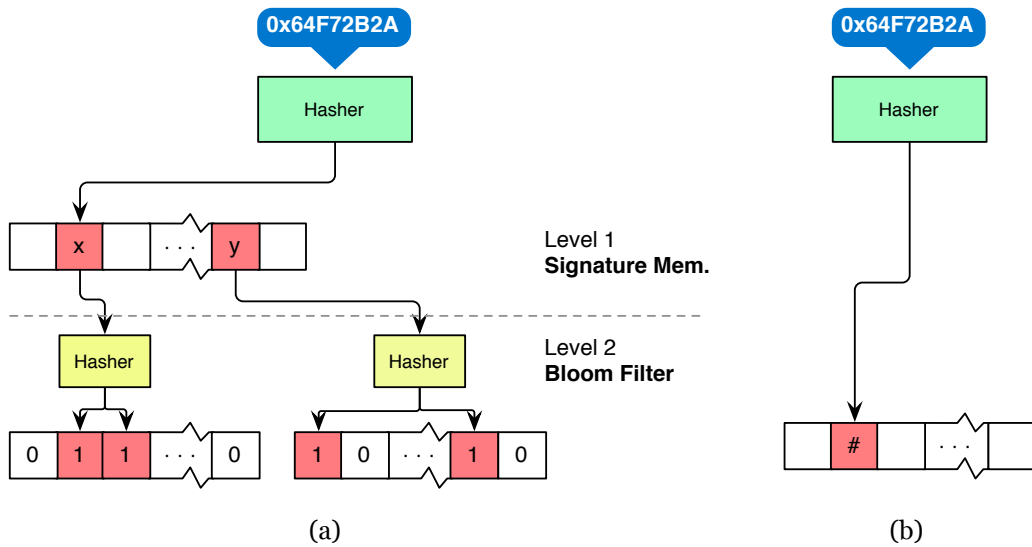 0x64F72B2A
Hasher
x
. . .
y
Level 1
Signature Mem.
Hasher
Hasher
Level 2
Bloom Filter
0 1 1 . . . 0
1 0 . . . 1 0
(a)
0x64F72B2A
Hasher
#
. . .
(b)